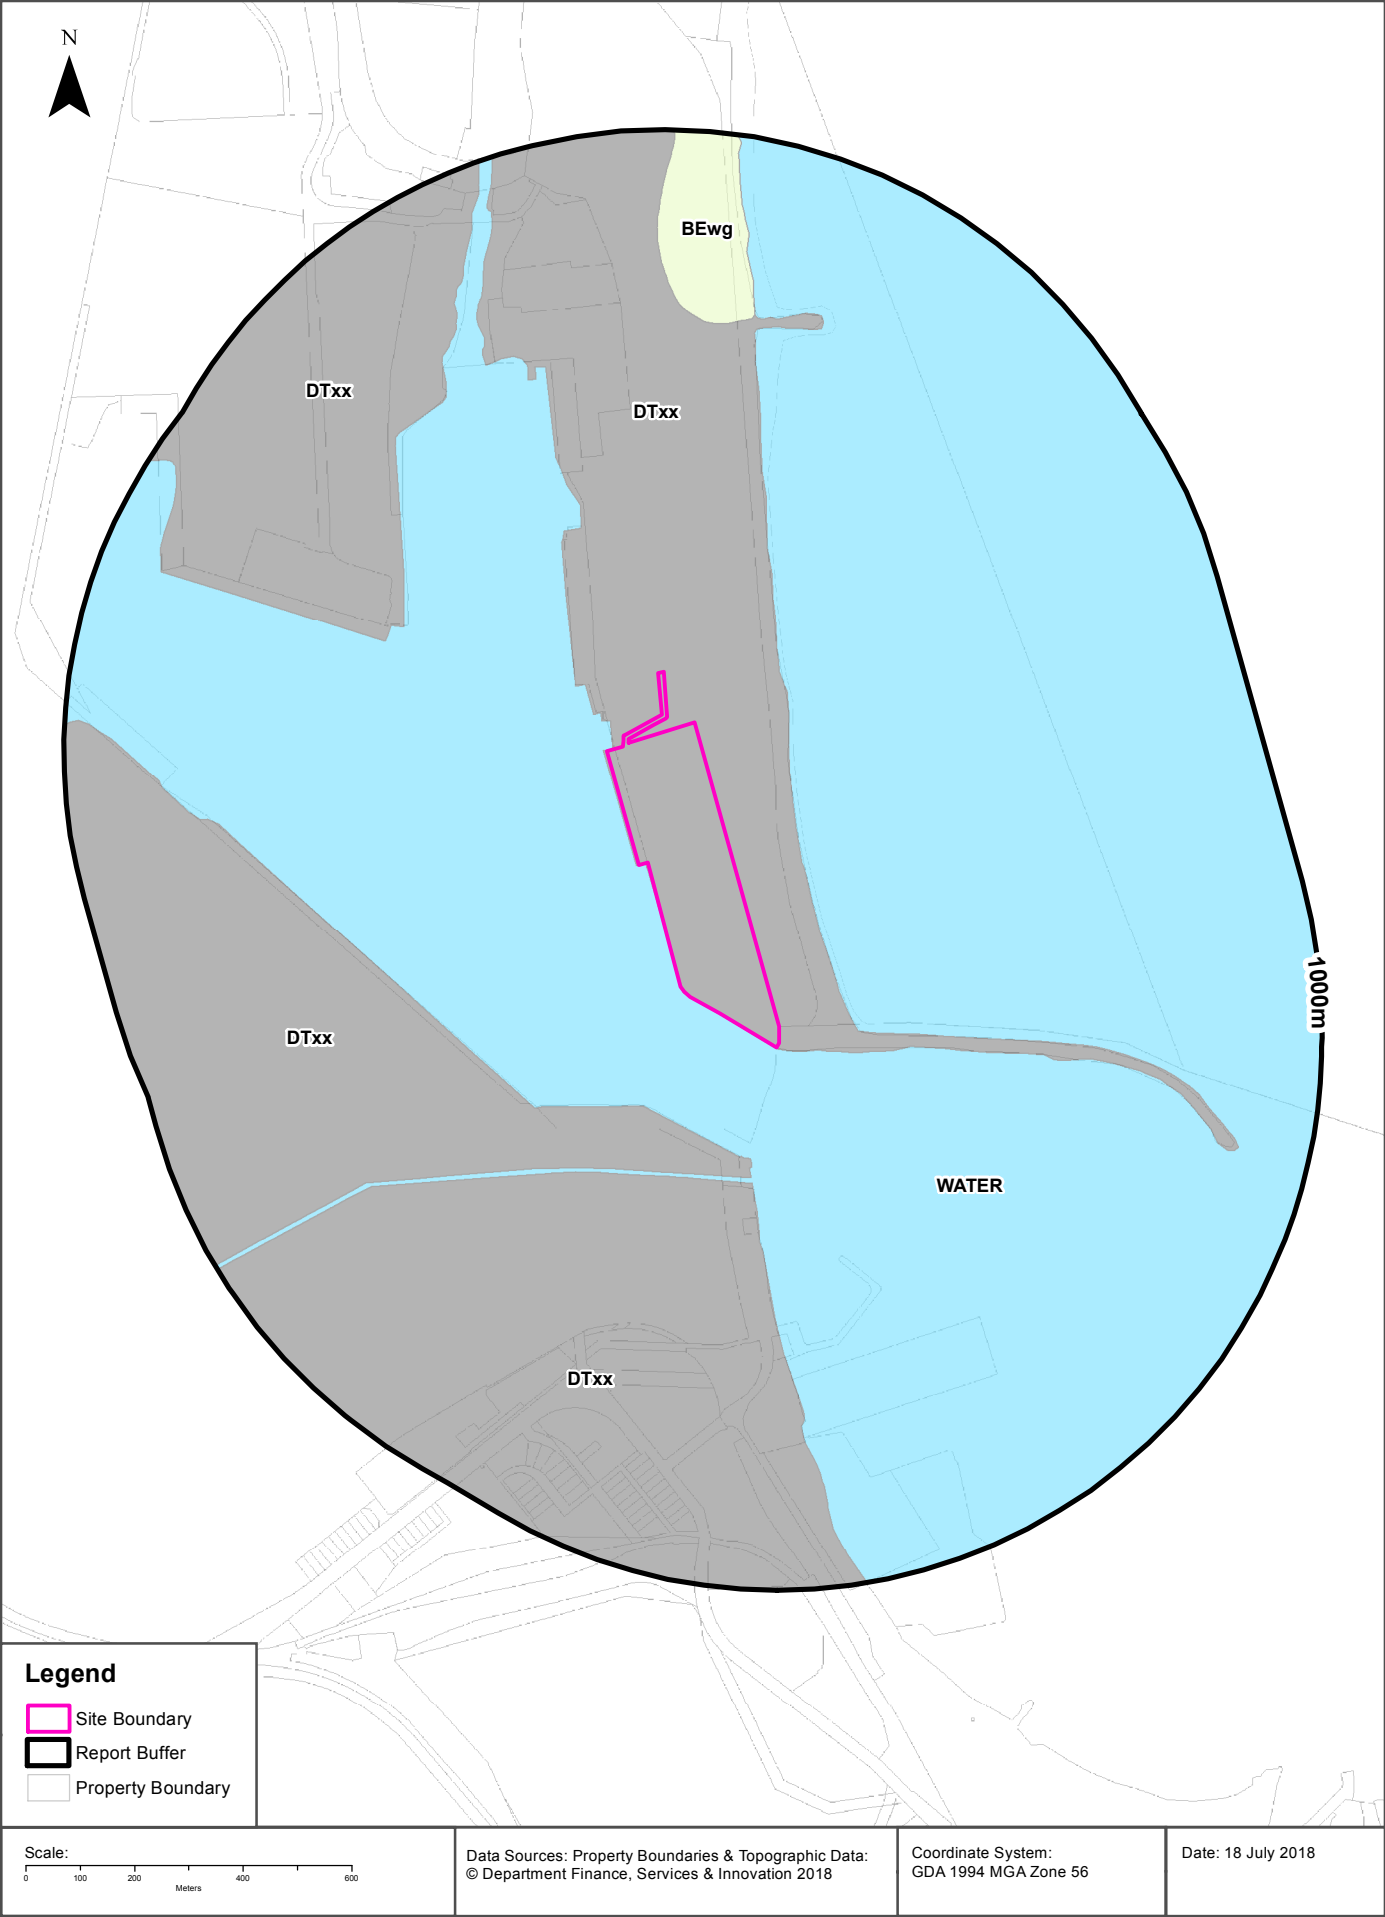 N
BEwg
DTxx
DTxx
1000m
DTxx
WATER
DTxx
Legend
Site Boundary
Report Buffer
Property Boundary
Scale:
0 100 200 400 600
Meters
Data Sources: Property Boundaries & Topographic Data:
© Department Finance, Services & Innovation 2018
Coordinate System:
GDA 1994 MGA Zone 56
Date: 18 July 2018